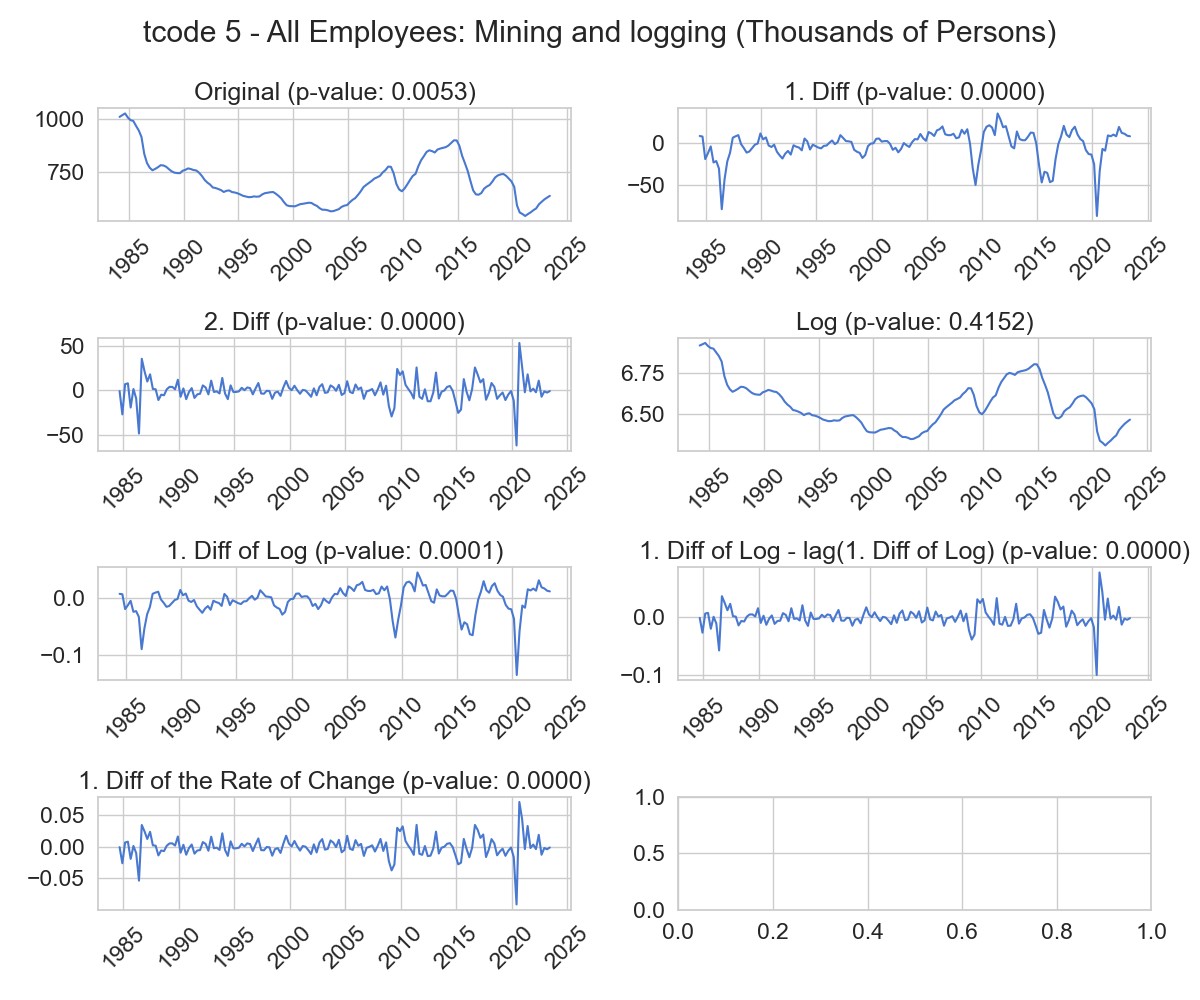 tcode 5 - All Employees: Mining and logging (Thousands of Persons)
Original (p-value: 0.0053)
1000
750
1985 1990 1995 2000 2005 2010 2015 2020 2025
1. Diff (p-value: 0.0000)
0
−50
1985 1990 1995 2000 2005 2010 2015 2020 2025
2. Diff (p-value: 0.0000)
50
0
−50
1985 1990 1995 2000 2005 2010 2015 2020 2025
Log (p-value: 0.4152)
6.75
6.50
1985 1990 1995 2000 2005 2010 2015 2020 2025
1. Diff of Log (p-value: 0.0001)
0.0
−0.1
1985 1990 1995 2000 2005 2010 2015 2020 2025
1. Diff of Log - lag(1. Diff of Log) (p-value: 0.0000)
0.0
−0.1
1985 1990 1995 2000 2005 2010 2015 2020 2025
1. Diff of the Rate of Change (p-value: 0.0000)
0.05
0.00
−0.05
1985 1990 1995 2000 2005 2010 2015 2020 2025
1.0
0.5
0.0
0.0 0.2 0.4 0.6 0.8 1.0